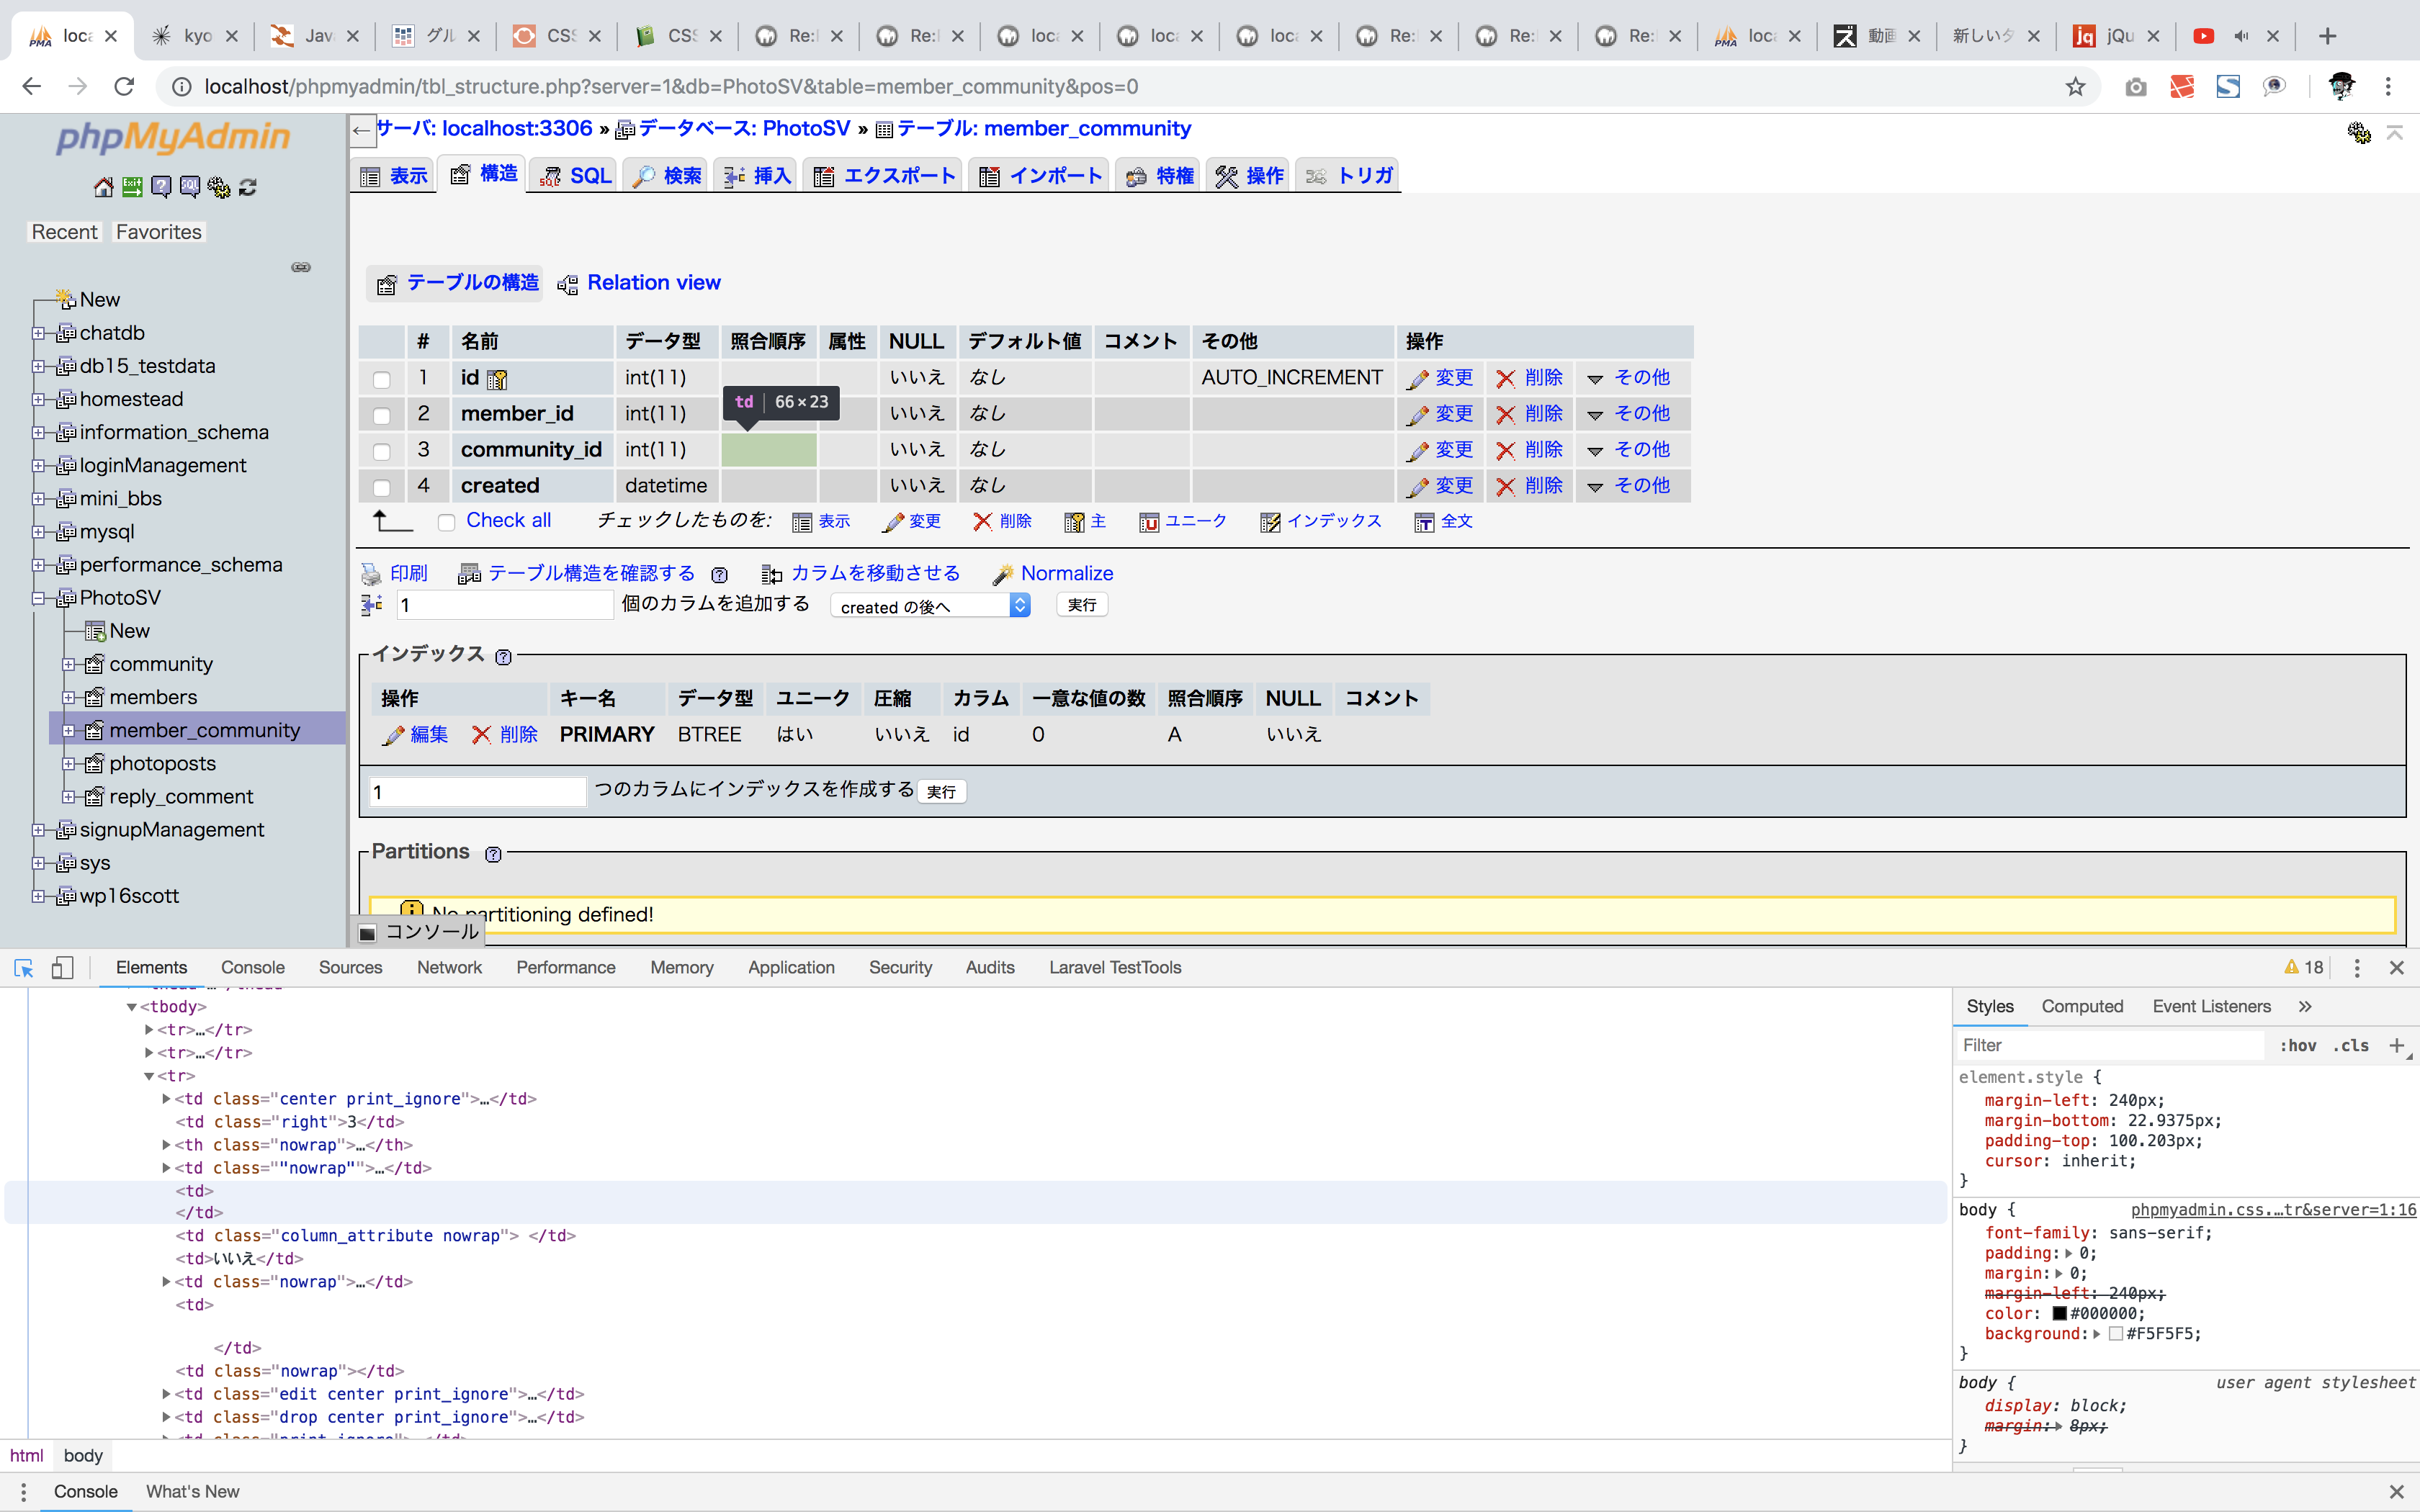 loca kyo Java グル CSS CSS Re: Re: loca loca loca Re: Re: Re: loca 動画 新しいタ jQu
localhost/phpmyadmin/tbl_structure.php?server=1&db=PhotoSV&table=member_community&pos=0
phpMyAdmin
Recent Favorites
New
chatdb
db15_testdata
homestead
information_schema
loginManagement
mini_bbs
mysql
performance_schema
PhotoSV
New
community
members
member_community
photoposts
reply_comment
signupManagement
sys
wp16scott
サーバ: localhost:3306 » データベース: PhotoSV » テーブル: member_community
表示 構造 SQL 検索 挿入 エクスポート インポート 特権 操作 トリガ
テーブルの構造 Relation view
# 名前 データ型 照合順序 属性 NULL デフォルト値 コメント その他 操作
1 id int(11) いいえ なし AUTO_INCREMENT 変更 削除 その他
td 66×23
2 member_id int(11) いいえ なし 変更 削除 その他
3 community_id int(11) いいえ なし 変更 削除 その他
4 created datetime いいえ なし 変更 削除 その他
Check all チェックしたものを: 表示 変更 削除 主 ユニーク インデックス 全文
印刷 テーブル構造を確認する カラムを移動させる Normalize
1 個のカラムを追加する created の後へ 実行
インデックス
操作 キー名 データ型 ユニーク 圧縮 カラム 一意な値の数 照合順序 NULL コメント
編集 削除 PRIMARY BTREE はい いいえ id 0 A いいえ
1 つのカラムにインデックスを作成する 実行
Partitions
No partitioning defined!
コンソール
Elements Console Sources Network Performance Memory Application Security Audits Laravel TestTools 18
<tbody>
<tr>…</tr>
<tr>…</tr>
<tr>
<td class="center print_ignore">…</td>
<td class="right">3</td>
<th class="nowrap">…</th>
<td class=""nowrap"">…</td>
<td>
</td>
<td class="column_attribute nowrap"> </td>
<td>いいえ</td>
<td class="nowrap">…</td>
<td>
</td>
<td class="nowrap"></td>
<td class="edit center print_ignore">…</td>
<td class="drop center print_ignore">…</td>
html body
Styles Computed Event Listeners »
Filter :hov .cls +
element.style {
margin-left: 240px;
margin-bottom: 22.9375px;
padding-top: 100.203px;
cursor: inherit;
}
body { phpmyadmin.css.…tr&server=1:16
font-family: sans-serif;
padding: 0;
margin: 0;
margin-left: 240px;
color: #000000;
background: #F5F5F5;
}
body { user agent stylesheet
display: block;
margin: 8px;
}
Console What's New